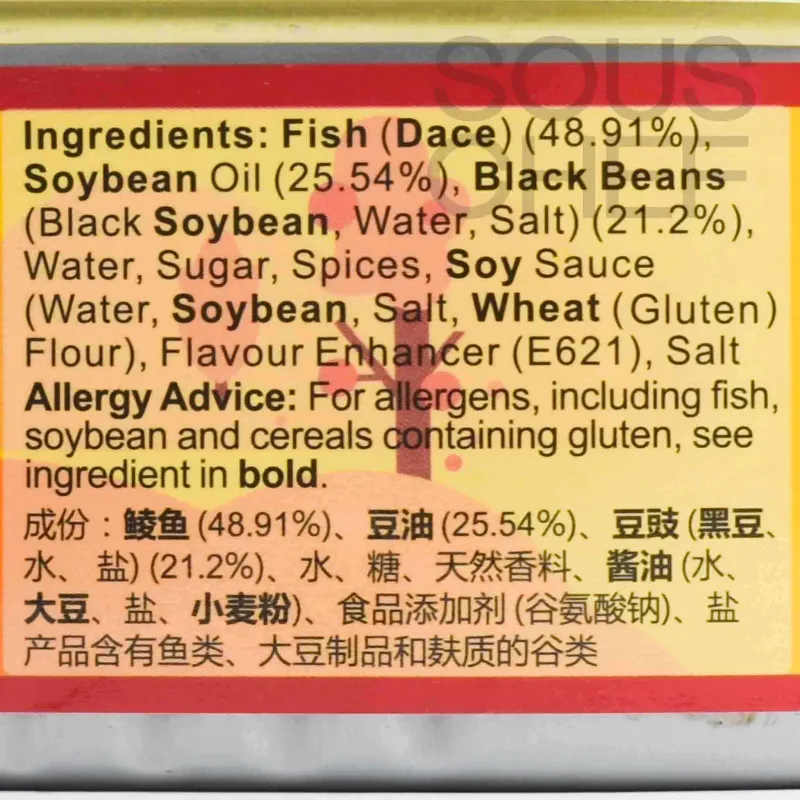 SOUS
CHEF
Ingredients: Fish (Dace) (48.91%),
Soybean Oil (25.54%), Black Beans
(Black Soybean, Water, Salt) (21.2%),
Water, Sugar, Spices, Soy Sauce
(Water, Soybean, Salt, Wheat (Gluten)
Flour), Flavour Enhancer (E621), Salt
Allergy Advice: For allergens, including fish,
soybean and cereals containing gluten, see
ingredient in bold.
成份：鲮鱼 (48.91%)、豆油 (25.54%)、豆豉 (黑豆、
水、盐) (21.2%)、水、糖、天然香料、酱油 (水、
大豆、盐、小麦粉)、食品添加剂 (谷氨酸钠)、盐
产品含有鱼类、大豆制品和麸质的谷类